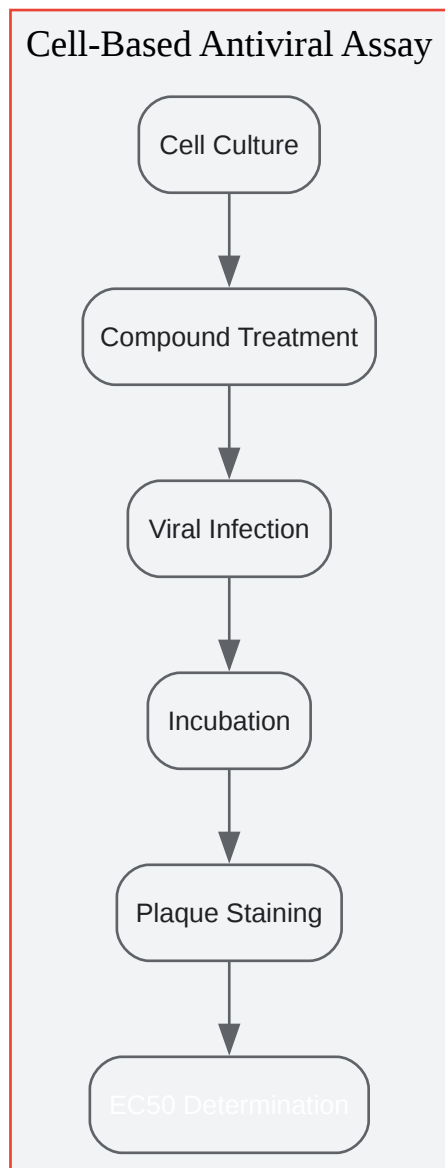 Cell-Based Antiviral Assay
Cell Culture
Compound Treatment
Viral Infection
Incubation
Plaque Staining
EC50 Determination